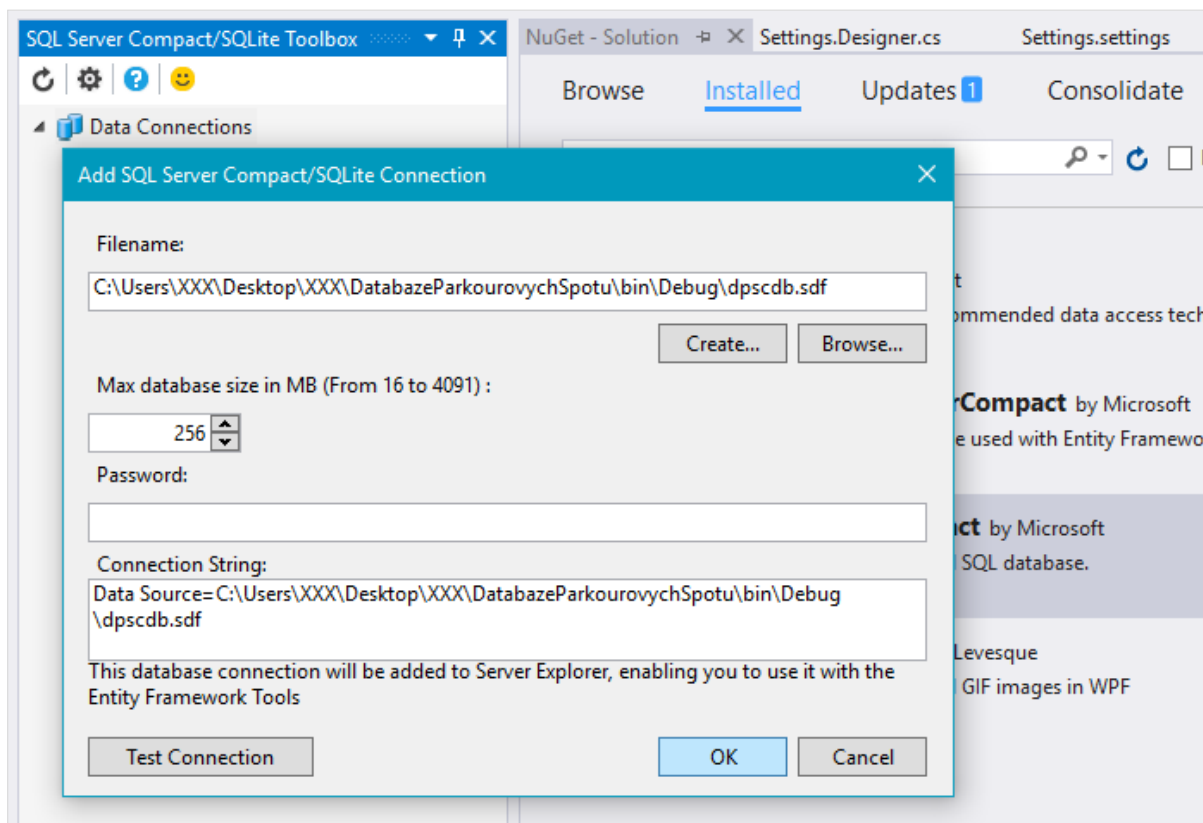 SQL Server Compact/SQLite Toolbox
NuGet - Solution
Settings.Designer.cs
Settings.settings
Browse
Installed
Updates 1
Consolidate
Data Connections
Add SQL Server Compact/SQLite Connection
Filename:
C:\Users\XXX\Desktop\XXX\DatabazeParkourovychSpotu\bin\Debug\dpscdb.sdf
Create...
Browse...
Max database size in MB (From 16 to 4091) :
256
Password:
Connection String:
Data Source=C:\Users\XXX\Desktop\XXX\DatabazeParkourovychSpotu\bin\Debug
\dpscdb.sdf
This database connection will be added to Server Explorer, enabling you to use it with the
Entity Framework Tools
Test Connection
OK
Cancel
t
ommended data access tech
rCompact by Microsoft
e used with Entity Framewo
act by Microsoft
SQL database.
Levesque
GIF images in WPF